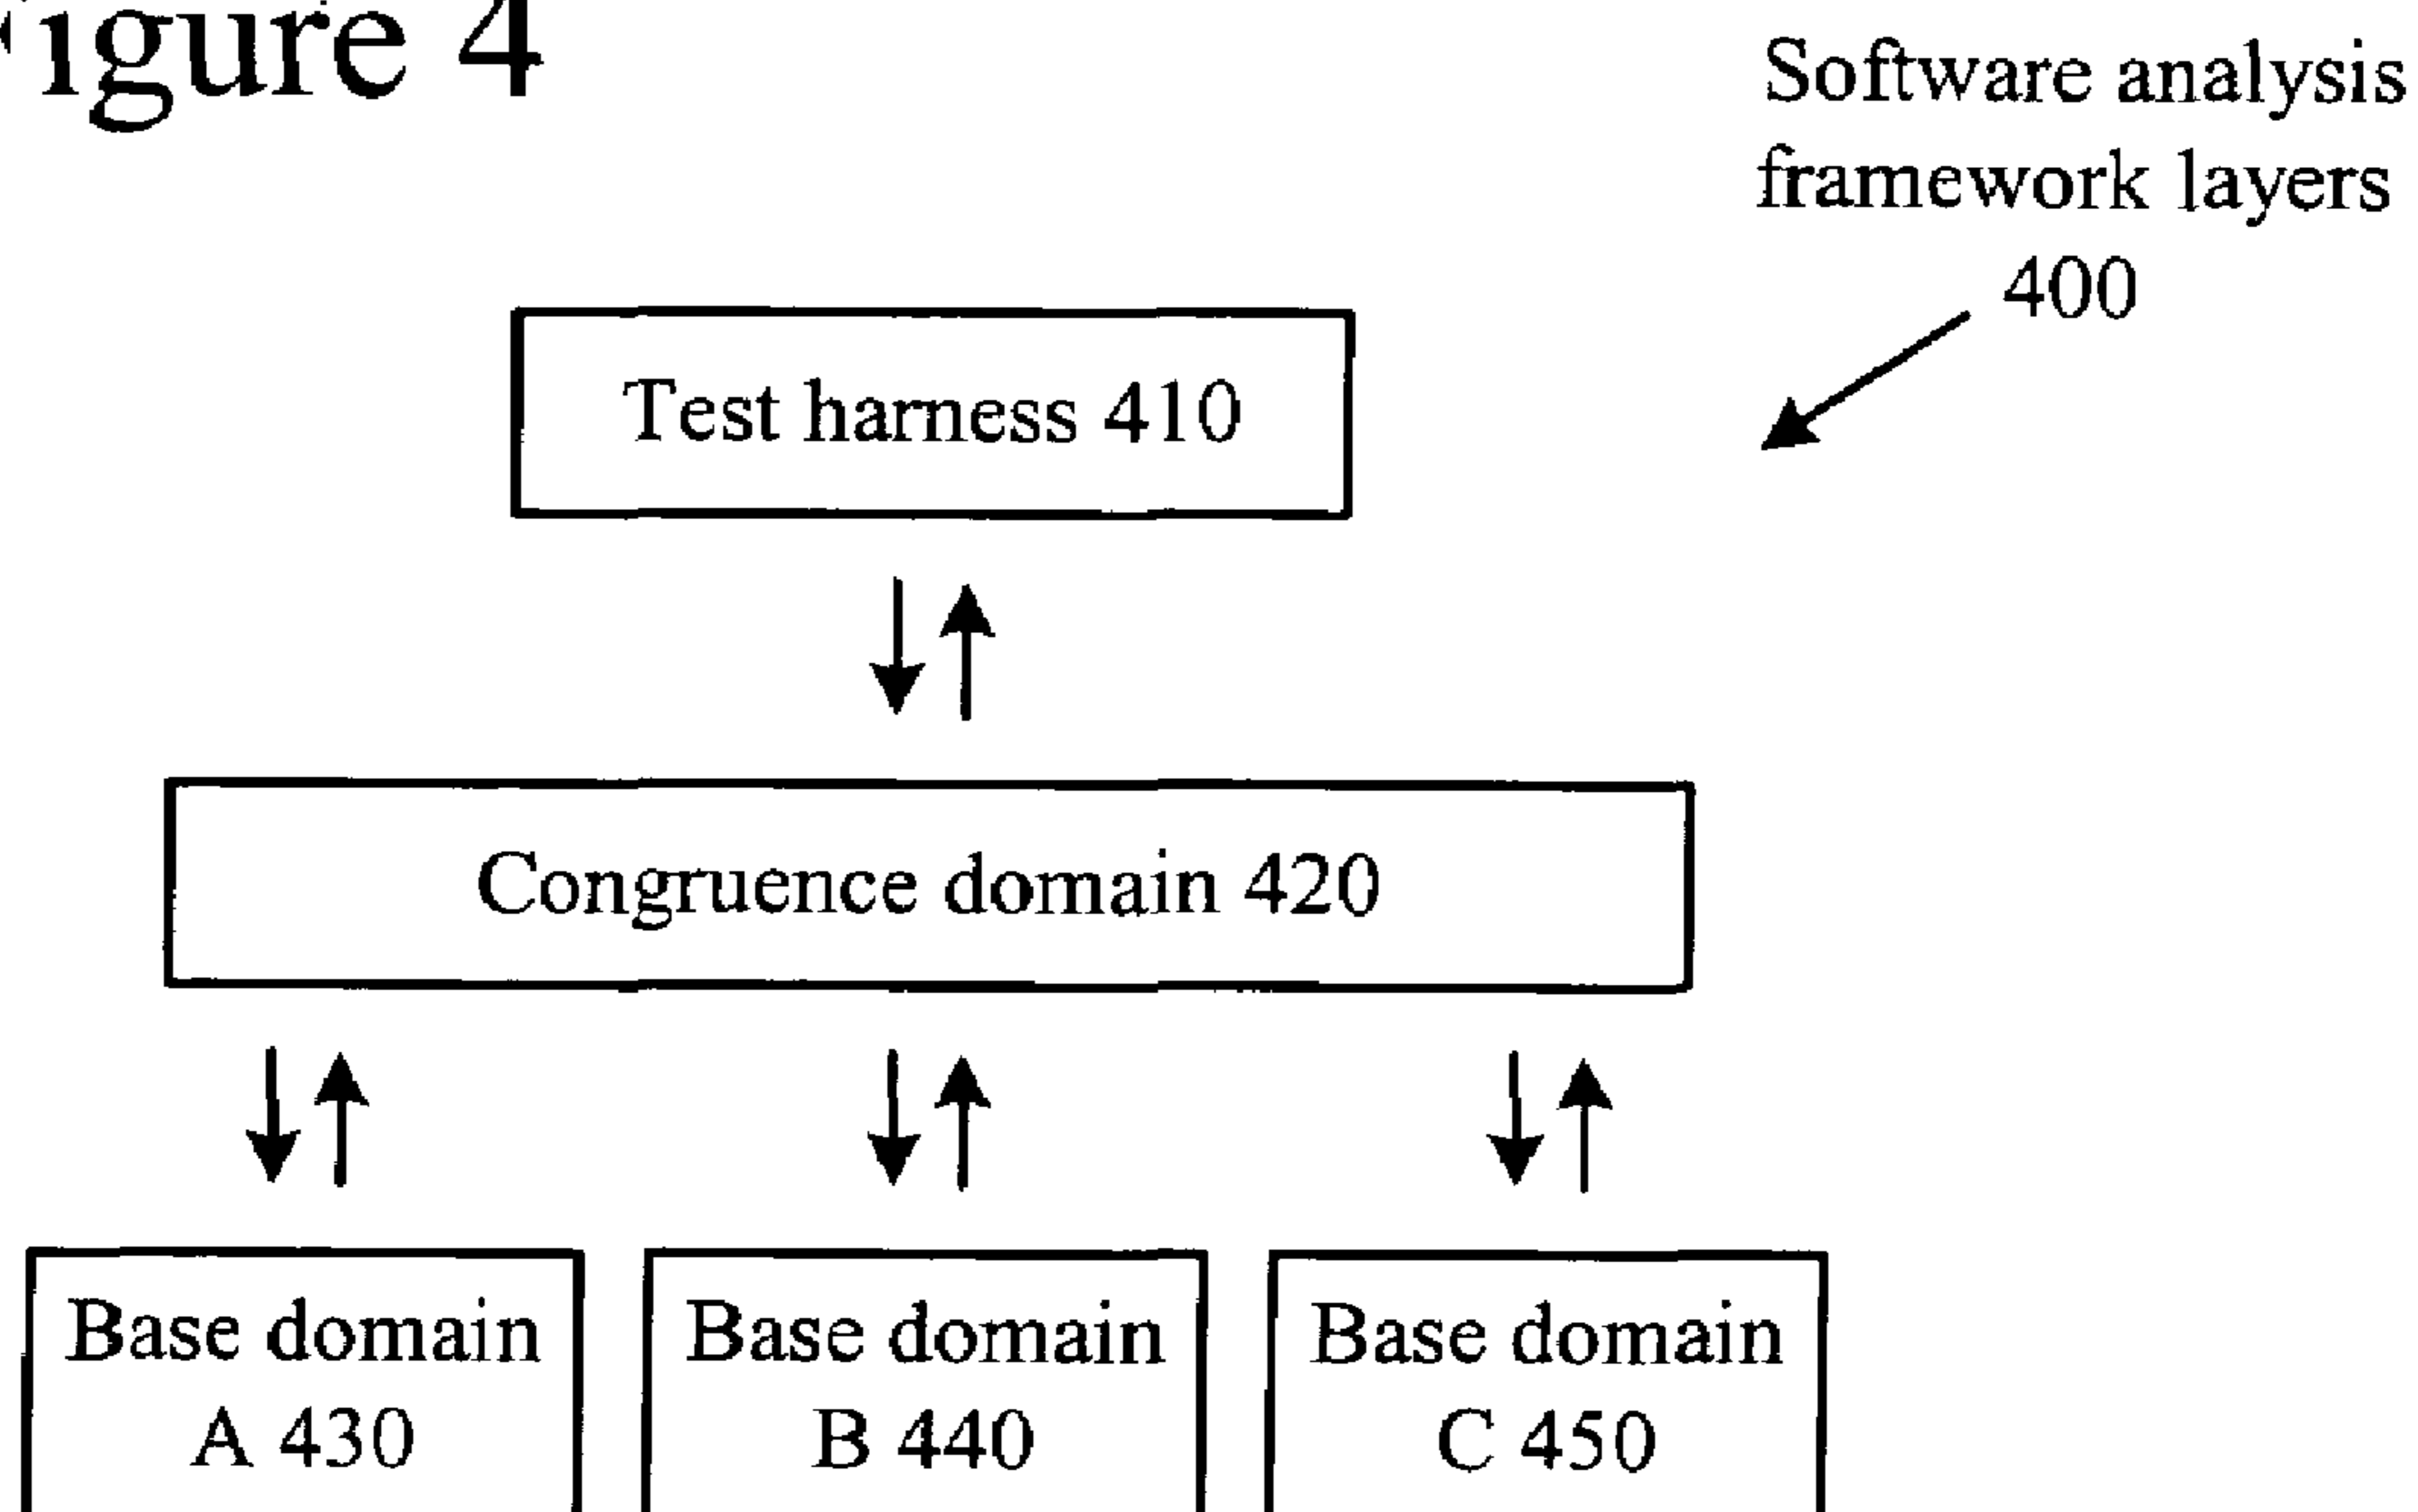 Figure 4
Software analysis
framework layers
400
Test harness 410
Congruence domain 420
Base domain
A 430
Base domain
B 440
Base domain
C 450